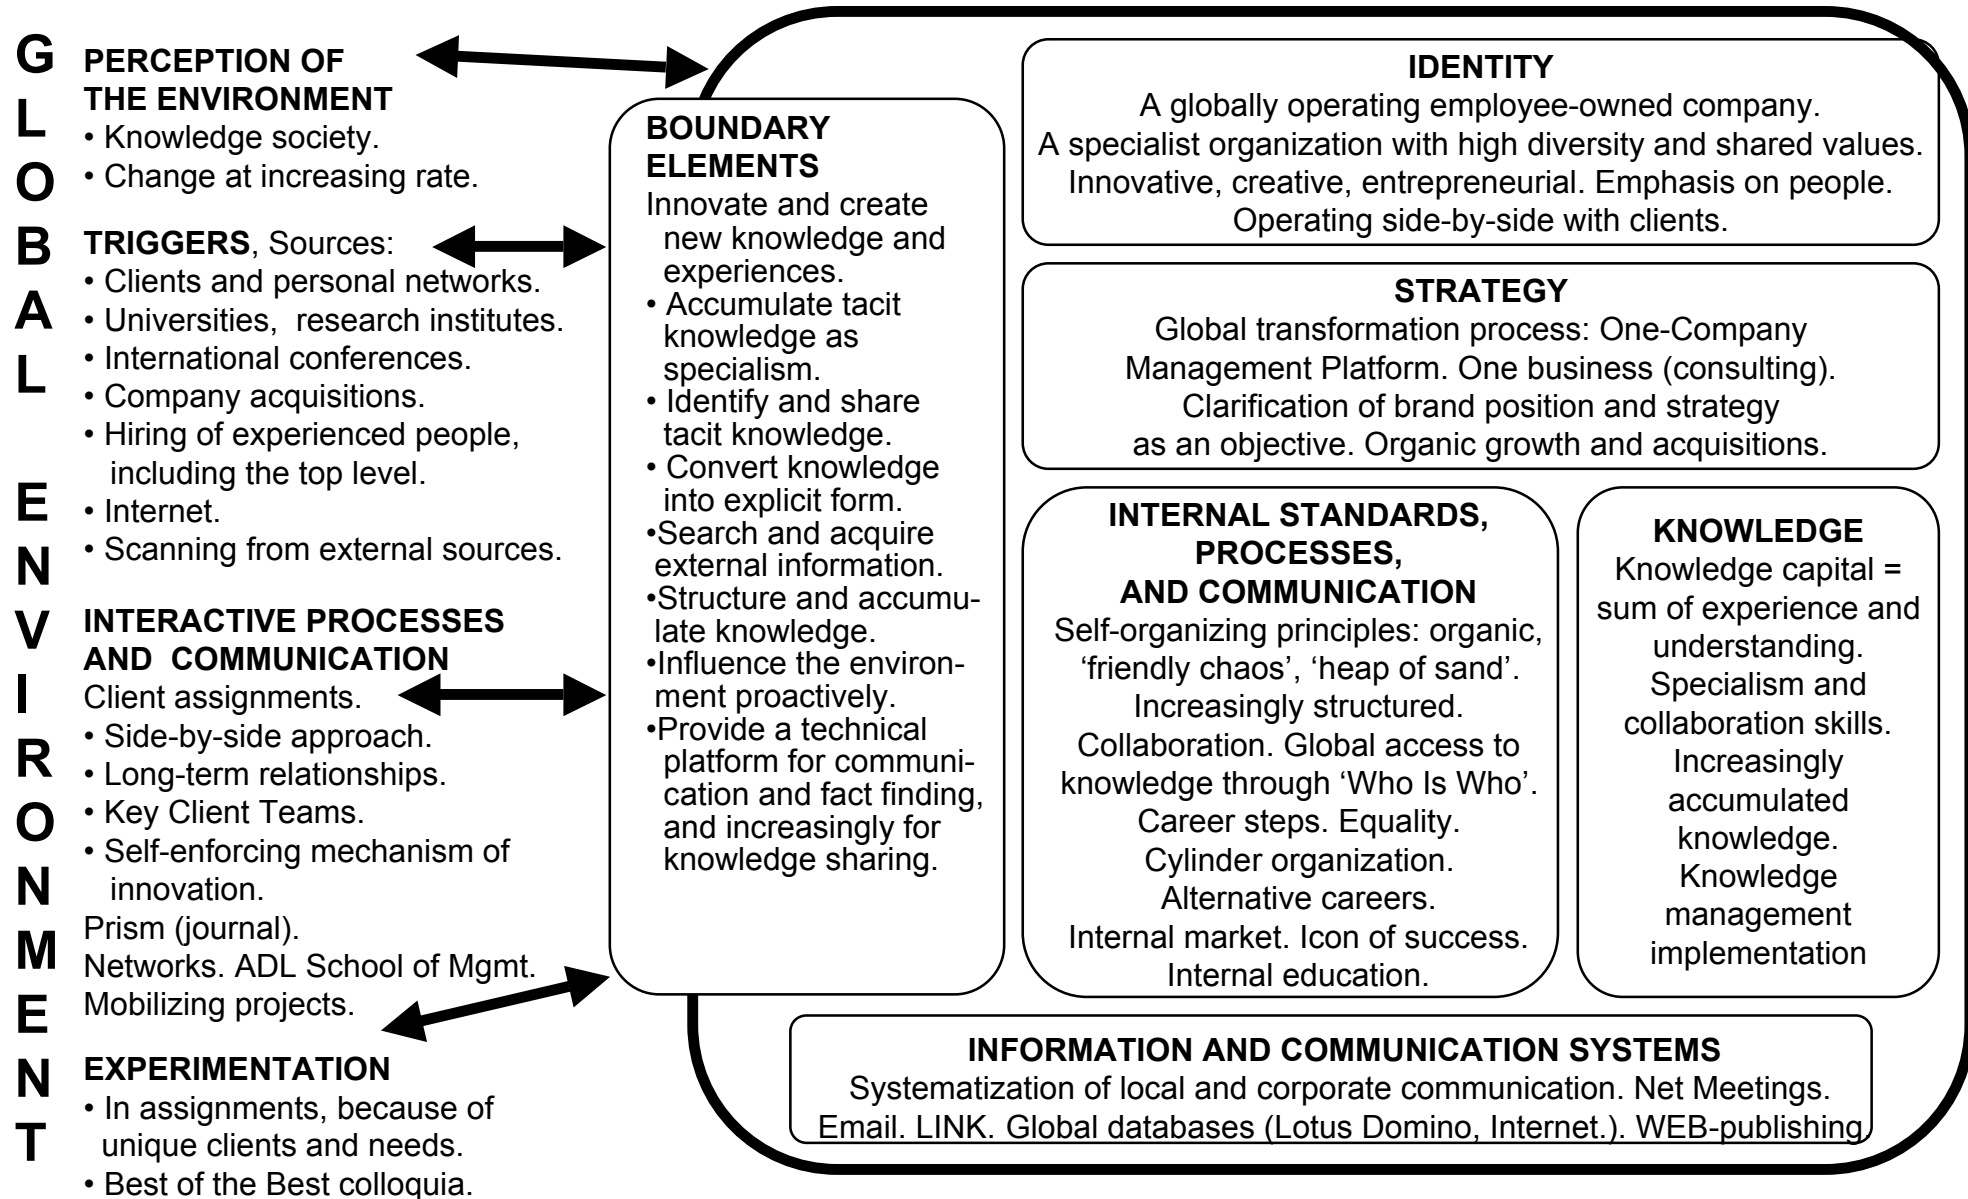 GLOBAL ENVIRONMENT
PERCEPTION OF
THE ENVIRONMENT
• Knowledge society.
• Change at increasing rate.
TRIGGERS, Sources:
• Clients and personal networks.
• Universities,  research institutes.
• International conferences.
• Company acquisitions.
• Hiring of experienced people,
including the top level.
• Internet.
• Scanning from external sources.
INTERACTIVE PROCESSES
AND  COMMUNICATION
Client assignments.
• Side-by-side approach.
• Long-term relationships.
• Key Client Teams.
• Self-enforcing mechanism of
innovation.
Prism (journal).
Networks. ADL School of Mgmt.
Mobilizing projects.
EXPERIMENTATION
• In assignments, because of
unique clients and needs.
• Best of the Best colloquia.
BOUNDARY
ELEMENTS
Innovate and create
new knowledge and
experiences.
• Accumulate tacit
knowledge as
specialism.
• Identify and share
tacit knowledge.
• Convert knowledge
into explicit form.
•Search and acquire
external information.
•Structure and accumu-
late knowledge.
•Influence the environ-
ment proactively.
•Provide a technical
platform for communi-
cation and fact finding,
and increasingly for
knowledge sharing.
IDENTITY
A globally operating employee-owned company.
A specialist organization with high diversity and shared values.
Innovative, creative, entrepreneurial. Emphasis on people.
Operating side-by-side with clients.
STRATEGY
Global transformation process: One-Company
Management Platform. One business (consulting).
Clarification of brand position and strategy
as an objective. Organic growth and acquisitions.
INTERNAL STANDARDS,
PROCESSES,
AND COMMUNICATION
Self-organizing principles: organic,
‘friendly chaos’, ‘heap of sand’.
Increasingly structured.
Collaboration. Global access to
knowledge through ‘Who Is Who’.
Career steps. Equality.
Cylinder organization.
Alternative careers.
Internal market. Icon of success.
Internal education.
KNOWLEDGE
Knowledge capital =
sum of experience and
understanding.
Specialism and
collaboration skills.
Increasingly
accumulated
knowledge.
Knowledge
management
implementation
INFORMATION AND COMMUNICATION SYSTEMS
Systematization of local and corporate communication. Net Meetings.
Email. LINK. Global databases (Lotus Domino, Internet.). WEB-publishing.